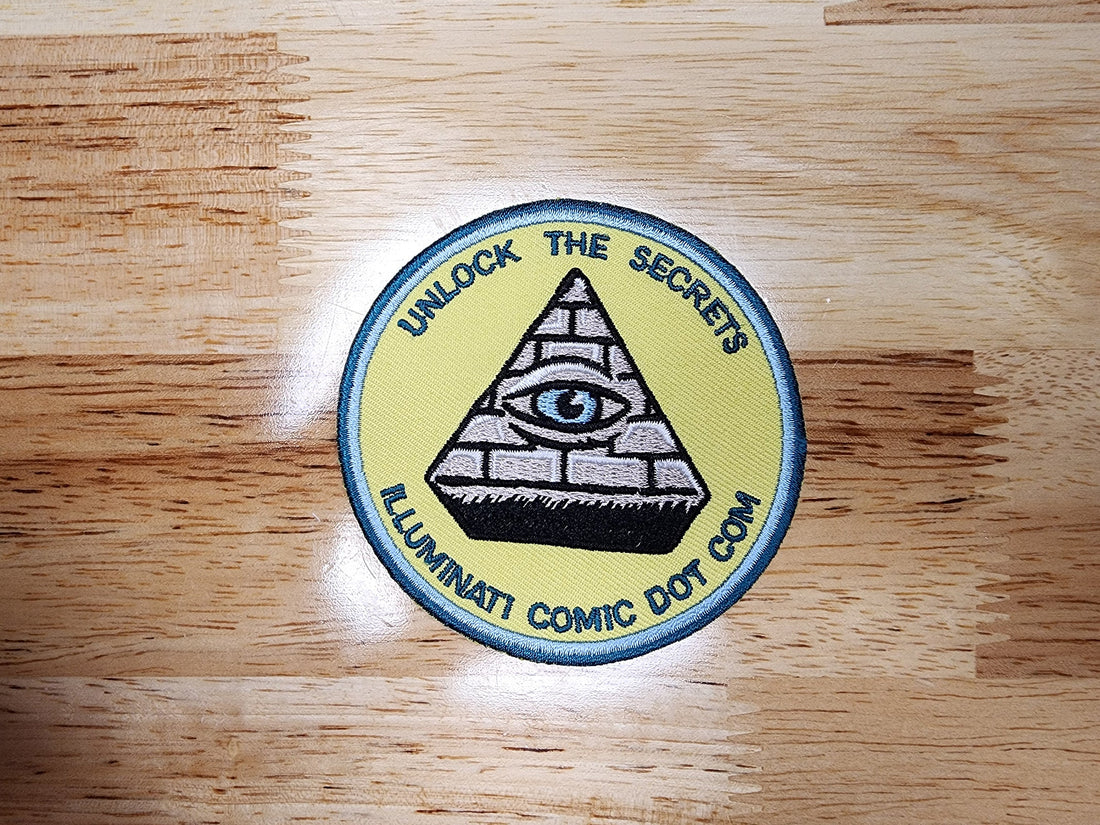 UNLOCK THE SECRETS
ILLUMINATI COMIC DOT COM